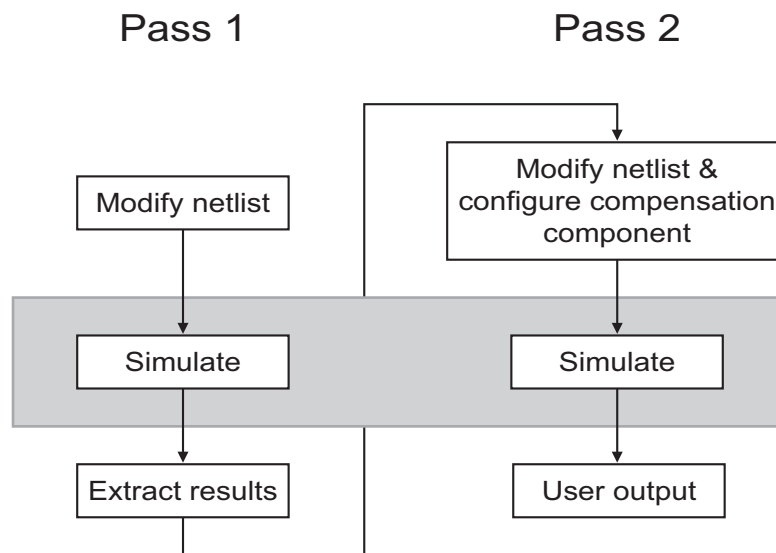 Pass 1
Pass 2
Modify netlist
Modify netlist &
configure compensation
component
Simulate
Simulate
Extract results
User output